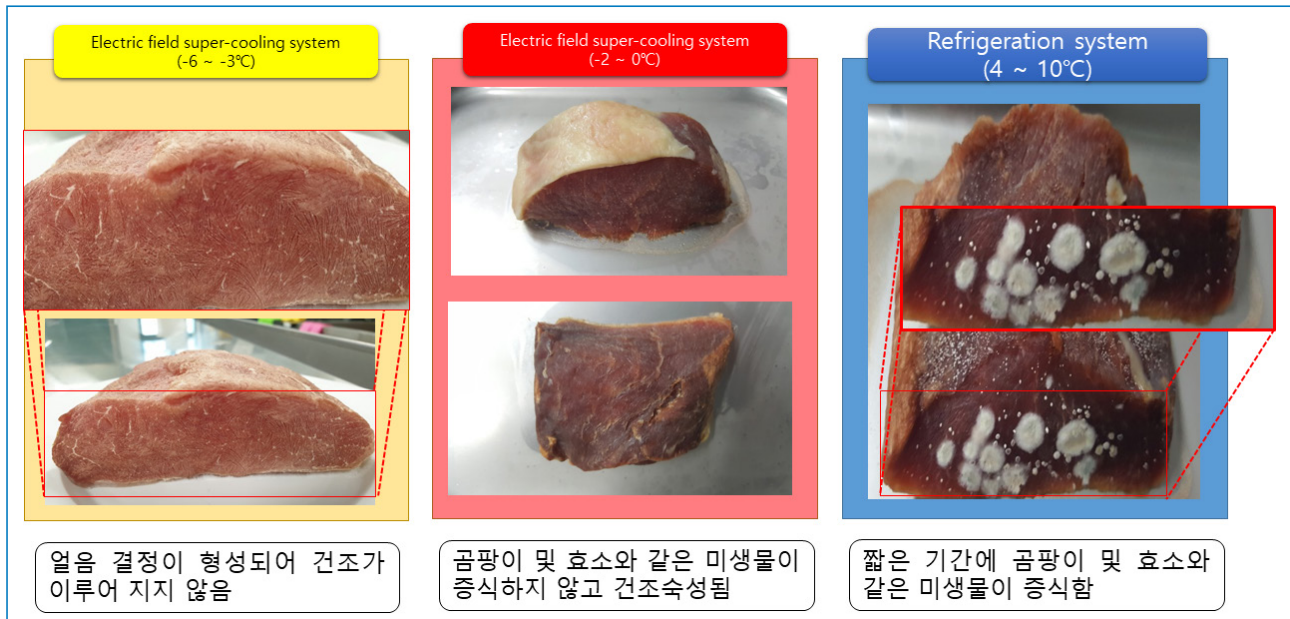 Electric field super-cooling system
(-6 ~ -3℃)
Electric field super-cooling system
(-2 ~ 0℃)
Refrigeration system
(4 ~ 10℃)
얼음 결정이 형성되어 건조가
이루어 지지 않음
곰팡이 및 효소와 같은 미생물이
증식하지 않고 건조숙성됨
짧은 기간에 곰팡이 및 효소와
같은 미생물이 증식함